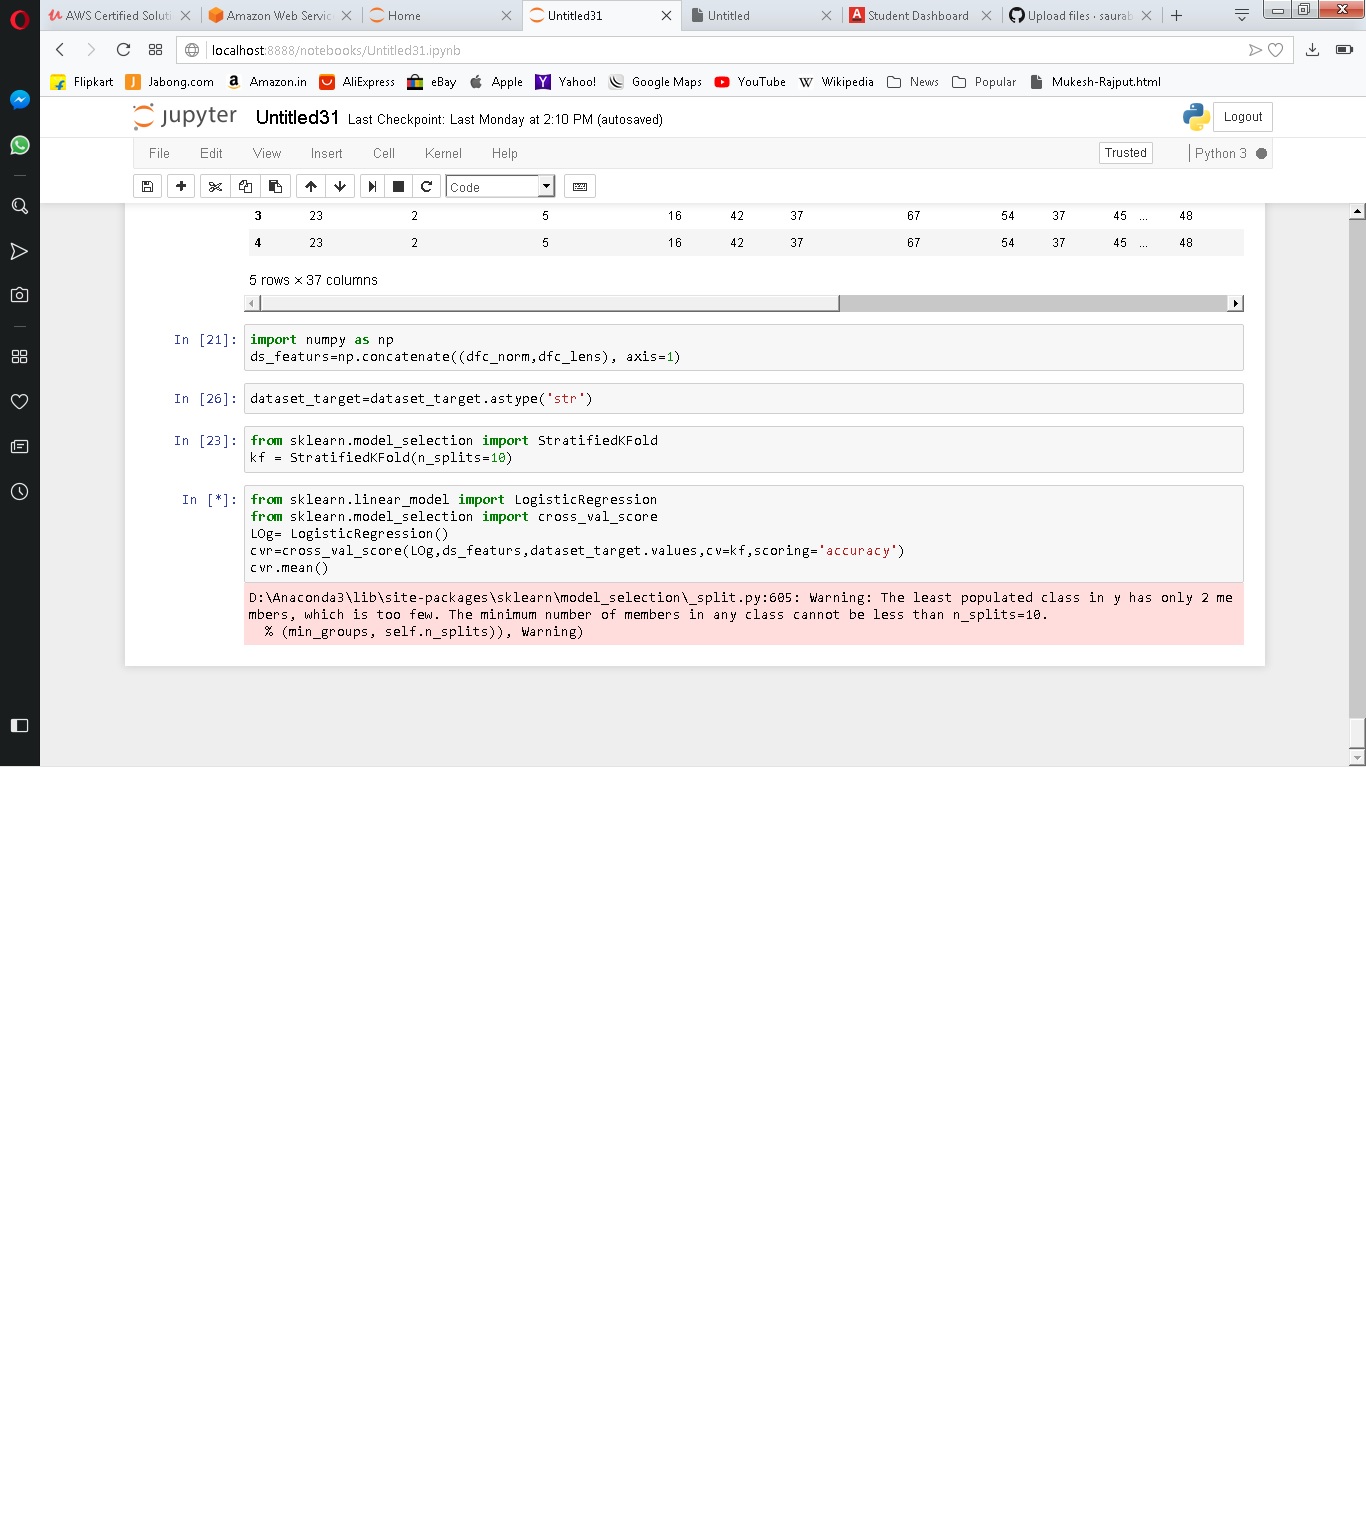 AWS Certified Soluti
Amazon Web Servic
Home
Untitled31
Untitled
Student Dashboard
Upload files · saurab
localhost:8888/notebooks/Untitled31.ipynb
Flipkart
Jabong.com
Amazon.in
AliExpress
eBay
Apple
Yahoo!
Google Maps
YouTube
Wikipedia
News
Popular
Mukesh-Rajput.html
jupyter Untitled31 Last Checkpoint: Last Monday at 2:10 PM (autosaved)
Logout
File Edit View Insert Cell Kernel Help
Trusted
Python 3
Code
3 23 2 5 16 42 37 67 54 37 45 ... 48
4 23 2 5 16 42 37 67 54 37 45 ... 48
5 rows × 37 columns
In [21]: import numpy as np
ds_featurs=np.concatenate((dfc_norm,dfc_lens), axis=1)
In [26]: dataset_target=dataset_target.astype('str')
In [23]: from sklearn.model_selection import StratifiedKFold
kf = StratifiedKFold(n_splits=10)
In [*]: from sklearn.linear_model import LogisticRegression
from sklearn.model_selection import cross_val_score
LOg= LogisticRegression()
cvr=cross_val_score(LOg,ds_featurs,dataset_target.values,cv=kf,scoring='accuracy')
cvr.mean()
D:\Anaconda3\lib\site-packages\sklearn\model_selection\_split.py:605: Warning: The least populated class in y has only 2 me
mbers, which is too few. The minimum number of members in any class cannot be less than n_splits=10.
% (min_groups, self.n_splits)), Warning)